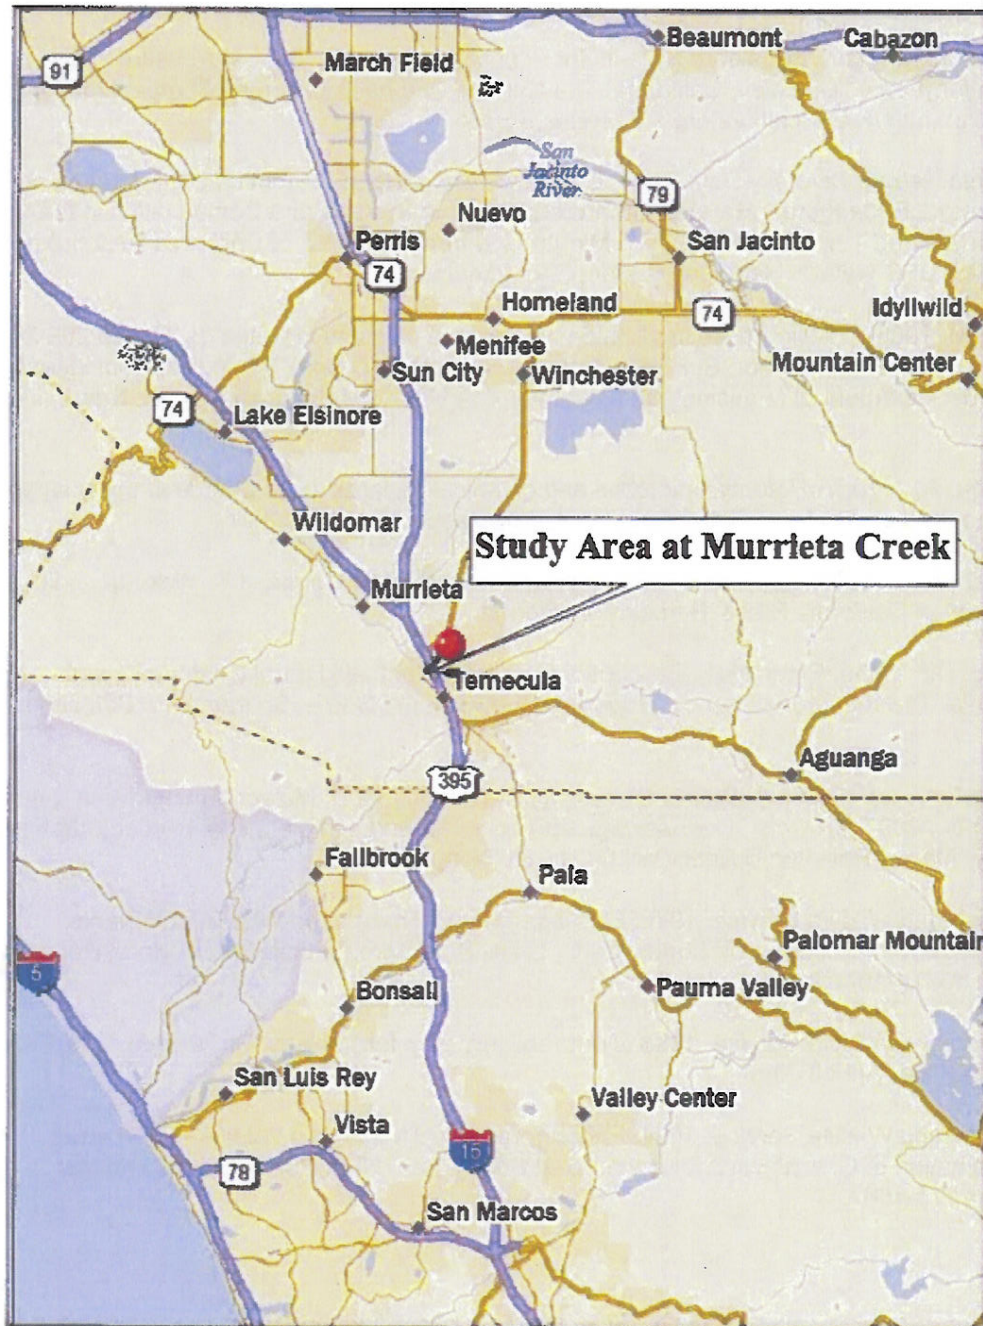 Beaumont
Cabazon
91
March Field
San
Jacinto
River
79
Nuevo
Perris
San Jacinto
74
Homeland
74
Idyllwild
Menifee
Mountain Center
Sun City
Winchester
74
Lake Elsinore
Wildomar
Study Area at Murrieta Creek
Murrieta
Temecula
Aguanga
395
Fallbrook
Pala
Palomar Mountain
5
Pauma Valley
Bonsall
San Luis Rey
Valley Center
Vista
15
78
San Marcos